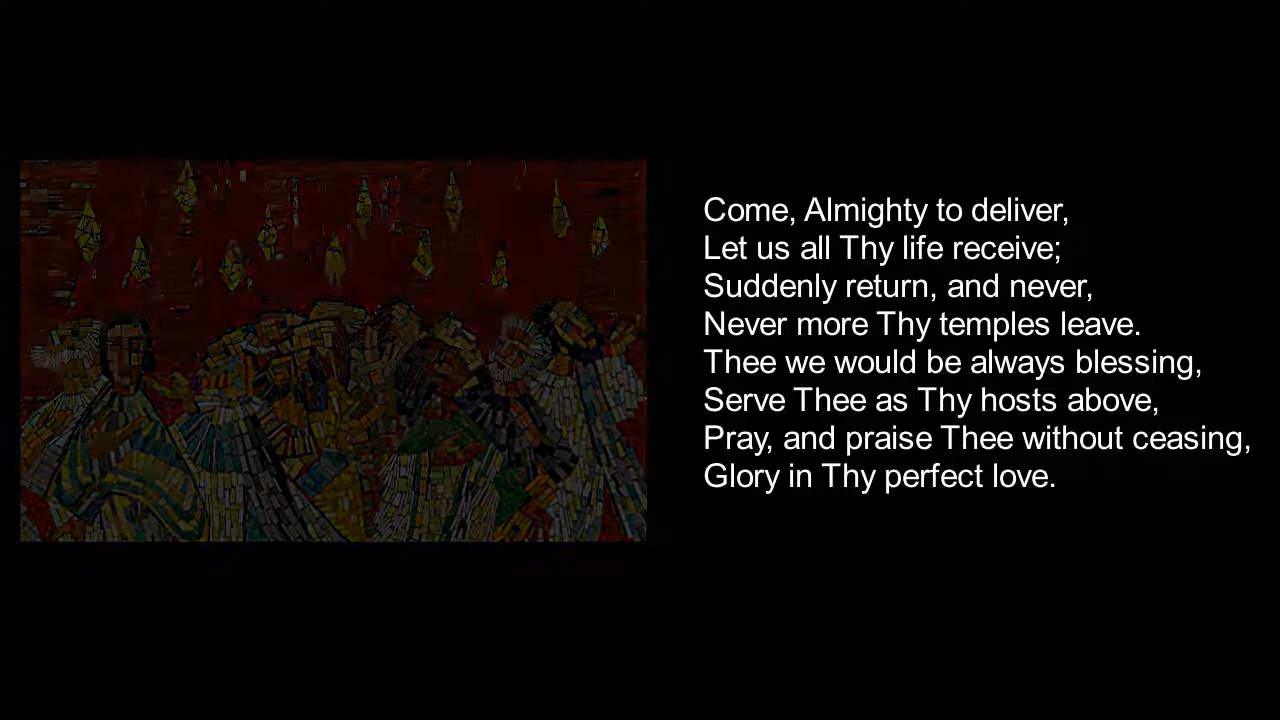 Come, Almighty to deliver,
Let us all Thy life receive;
Suddenly return, and never,
Never more Thy temples leave.
Thee we would be always blessing,
Serve Thee as Thy hosts above,
Pray, and praise Thee without ceasing,
Glory in Thy perfect love.